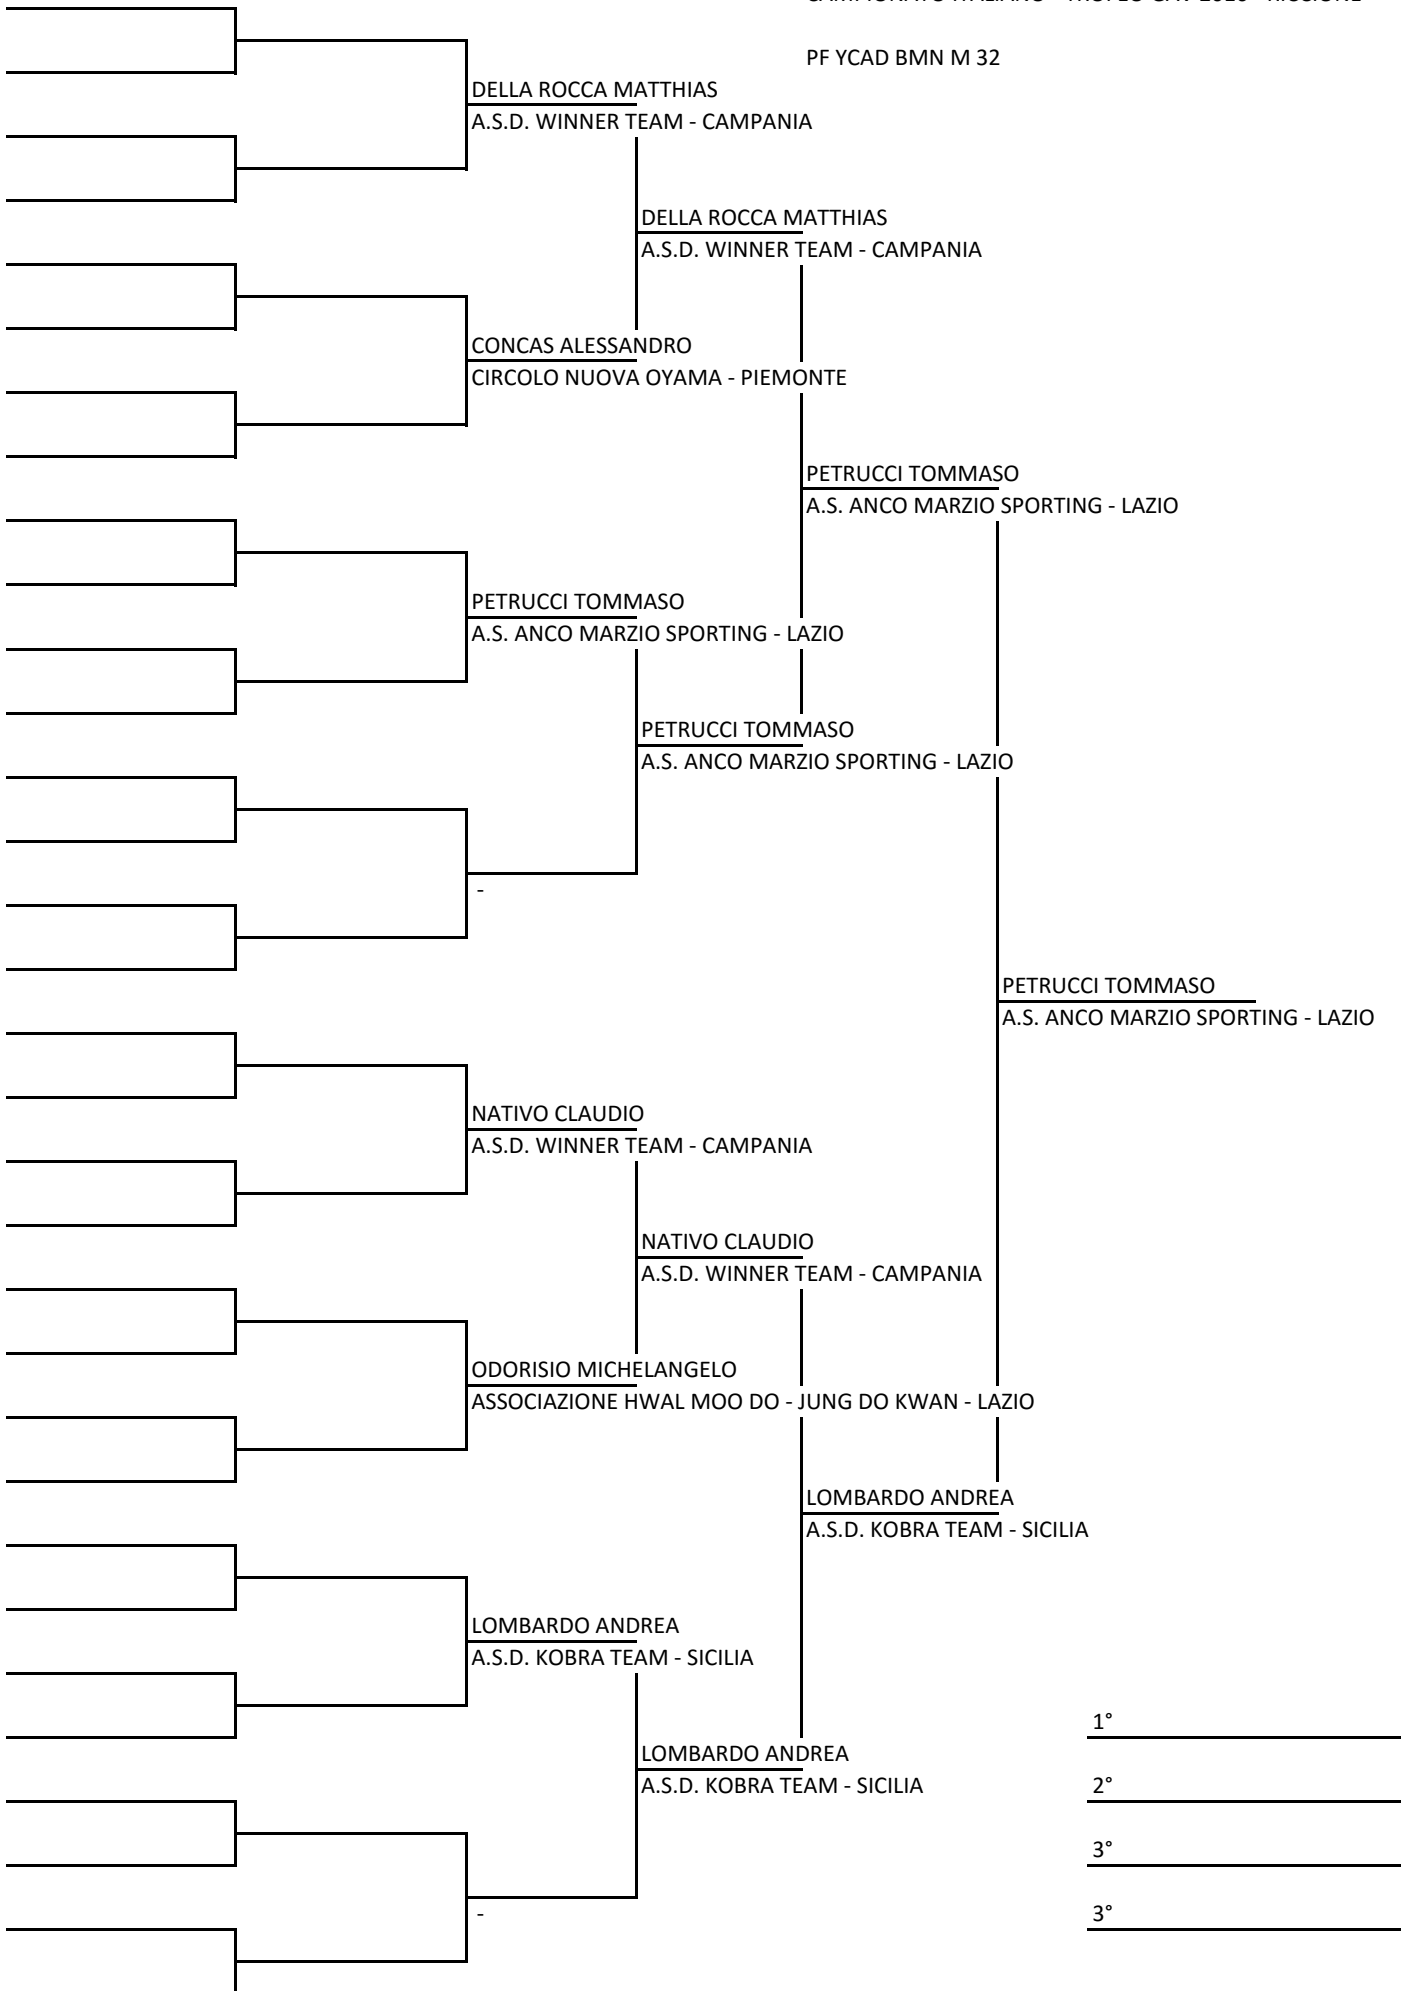 CAMPIONATO ITALIANO - TROFEO - RICCIONE
PF YCAD BMN M 32
DELLA ROCCA MATTHIAS
A.S.D. WINNER TEAM - CAMPANIA
DELLA ROCCA MATTHIAS
A.S.D. WINNER TEAM - CAMPANIA
CONCAS ALESSANDRO
CIRCOLO NUOVA OYAMA - PIEMONTE
PETRUCCI TOMMASO
A.S. ANCO MARZIO SPORTING - LAZIO
PETRUCCI TOMMASO
A.S. ANCO MARZIO SPORTING - LAZIO
PETRUCCI TOMMASO
A.S. ANCO MARZIO SPORTING - LAZIO
-
PETRUCCI TOMMASO
A.S. ANCO MARZIO SPORTING - LAZIO
NATIVO CLAUDIO
A.S.D. WINNER TEAM - CAMPANIA
NATIVO CLAUDIO
A.S.D. WINNER TEAM - CAMPANIA
ODORISIO MICHELANGELO
ASSOCIAZIONE HWAL MOO DO - JUNG DO KWAN - LAZIO
LOMBARDO ANDREA
A.S.D. KOBRA TEAM - SICILIA
LOMBARDO ANDREA
A.S.D. KOBRA TEAM - SICILIA
1°
LOMBARDO ANDREA
A.S.D. KOBRA TEAM - SICILIA
2°
3°
-
3°